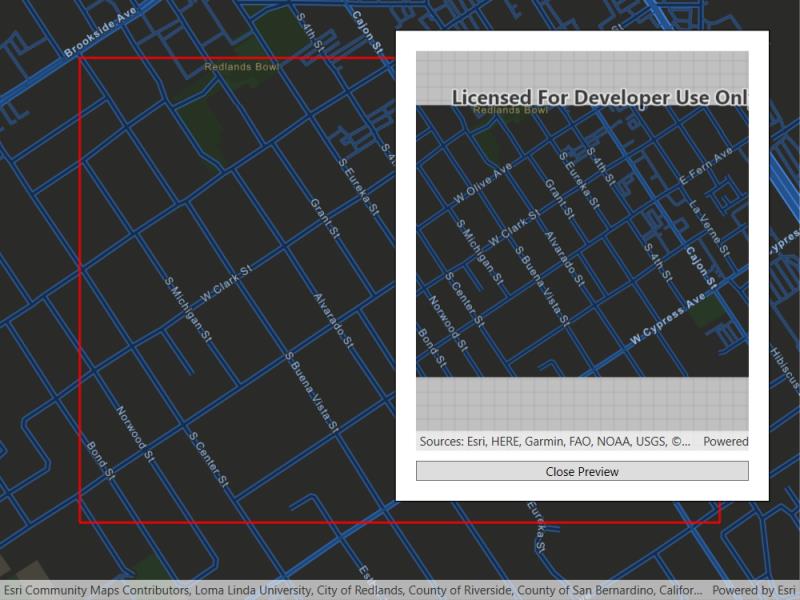 Brookside Ave
S 4th St
Cajon St
Redlands Bowl
S Eureka St
Grant St
W Clark St
S Michigan St
Alvarado St
S Buena Vista St
Norwood St
Bond St
S Center St
Eureka St
Hibiscus
Licensed For Developer Use Onl
Redlands Bowl
W Olive Ave
S 4th St
E Fern Ave
S Eureka St
Grant St
La Verne St
W Clark St
S Michigan St
Alvarado St
S Buena Vista St
S 4th St
Cajon St
S Center St
Norwood St
Bond St
W Cypress Ave
Cypress
Sources: Esri, HERE, Garmin, FAO, NOAA, USGS, ©... Powered
Close Preview
Esri Community Maps Contributors, Loma Linda University, City of Redlands, County of Riverside, County of San Bernardino, Califor... Powered by Esri